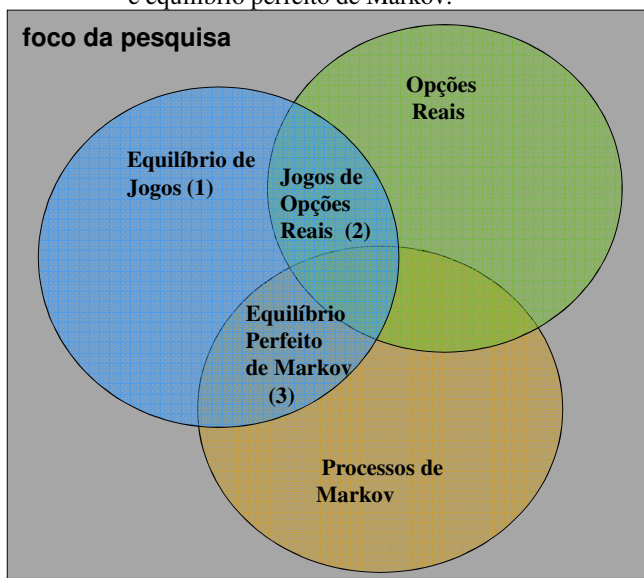 e equilíbrio perfeito de Markov.
foco da pesquisa
Opções
Reais
Equilíbrio de
Jogos (1)
Jogos de
Opções
Reais (2)
Equilíbrio
Perfeito
de Markov
(3)
Processos de
Markov